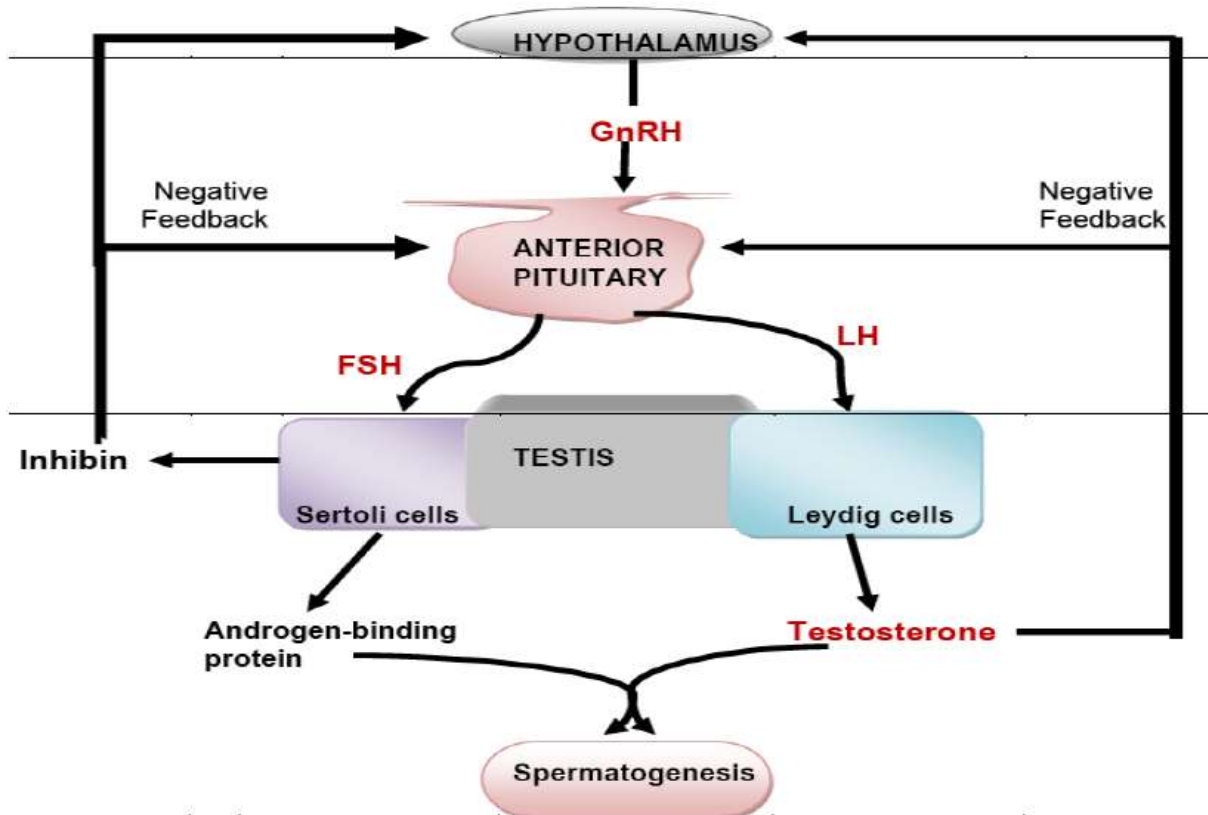 HYPOTHALAMUS
GnRH
Negative
Feedback
Negative
Feedback
ANTERIOR
PITUITARY
FSH
LH
Inhibin
TESTIS
Sertoli cells
Leydig cells
Androgen-binding
protein
Testosterone
Spermatogenesis